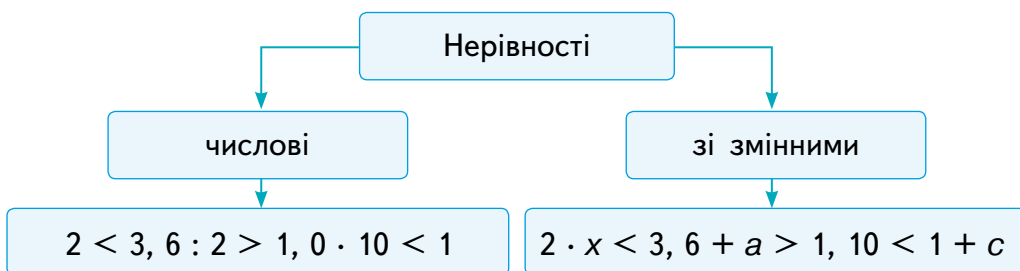 Нерівності
числові
зі змінними
2 < 3, 6 : 2 > 1, 0 · 10 < 1
2 · x < 3, 6 + a > 1, 10 < 1 + c